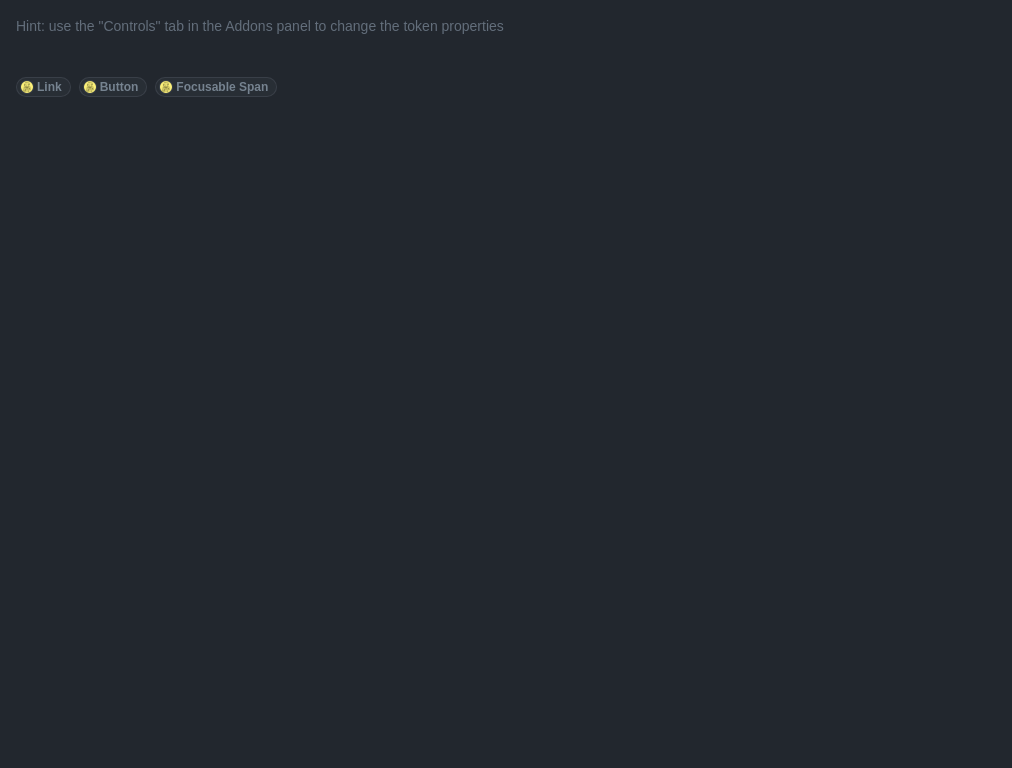 Hint: use the "Controls" tab in the Addons panel to change the token properties
Link Button Focusable Span